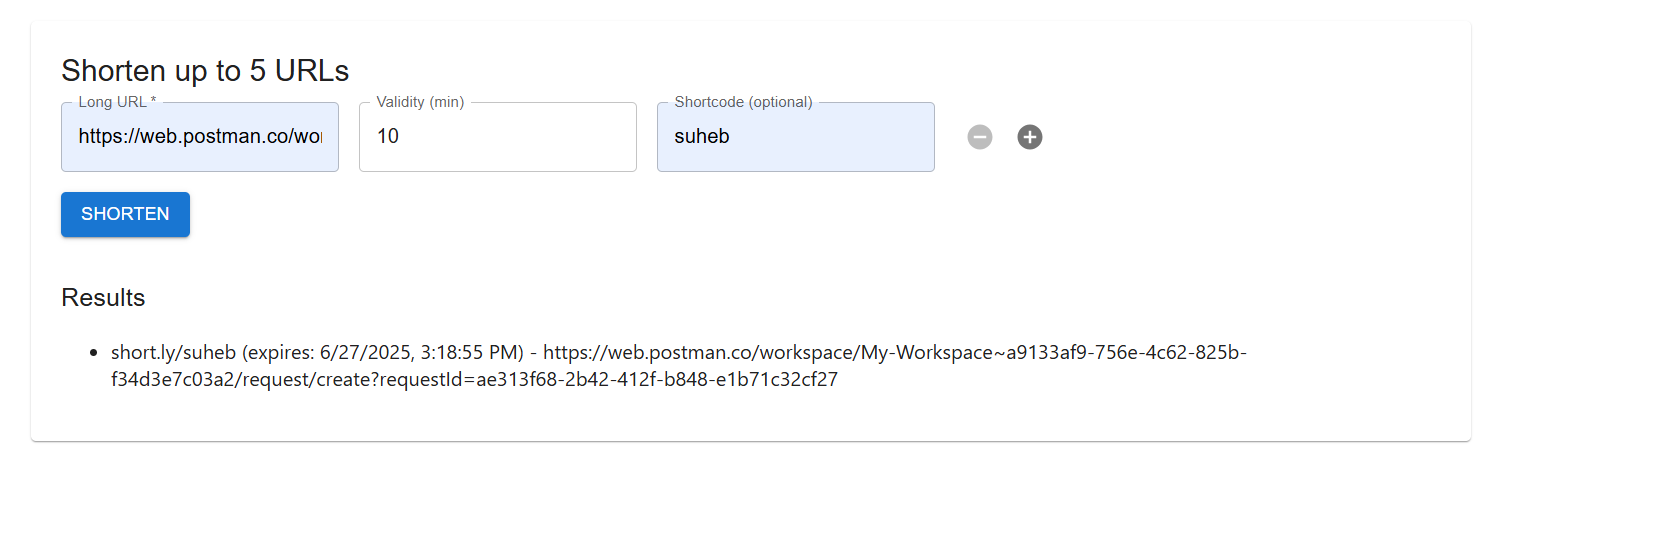 Shorten up to 5 URLs
Long URL * Validity (min) Shortcode (optional)
https://web.postman.co/wo 10 suheb
SHORTEN
Results
short.ly/suheb (expires: 6/27/2025, 3:18:55 PM) - https://web.postman.co/workspace/My-Workspace~a9133af9-756e-4c62-825b-
f34d3e7c03a2/request/create?requestId=ae313f68-2b42-412f-b848-e1b71c32cf27